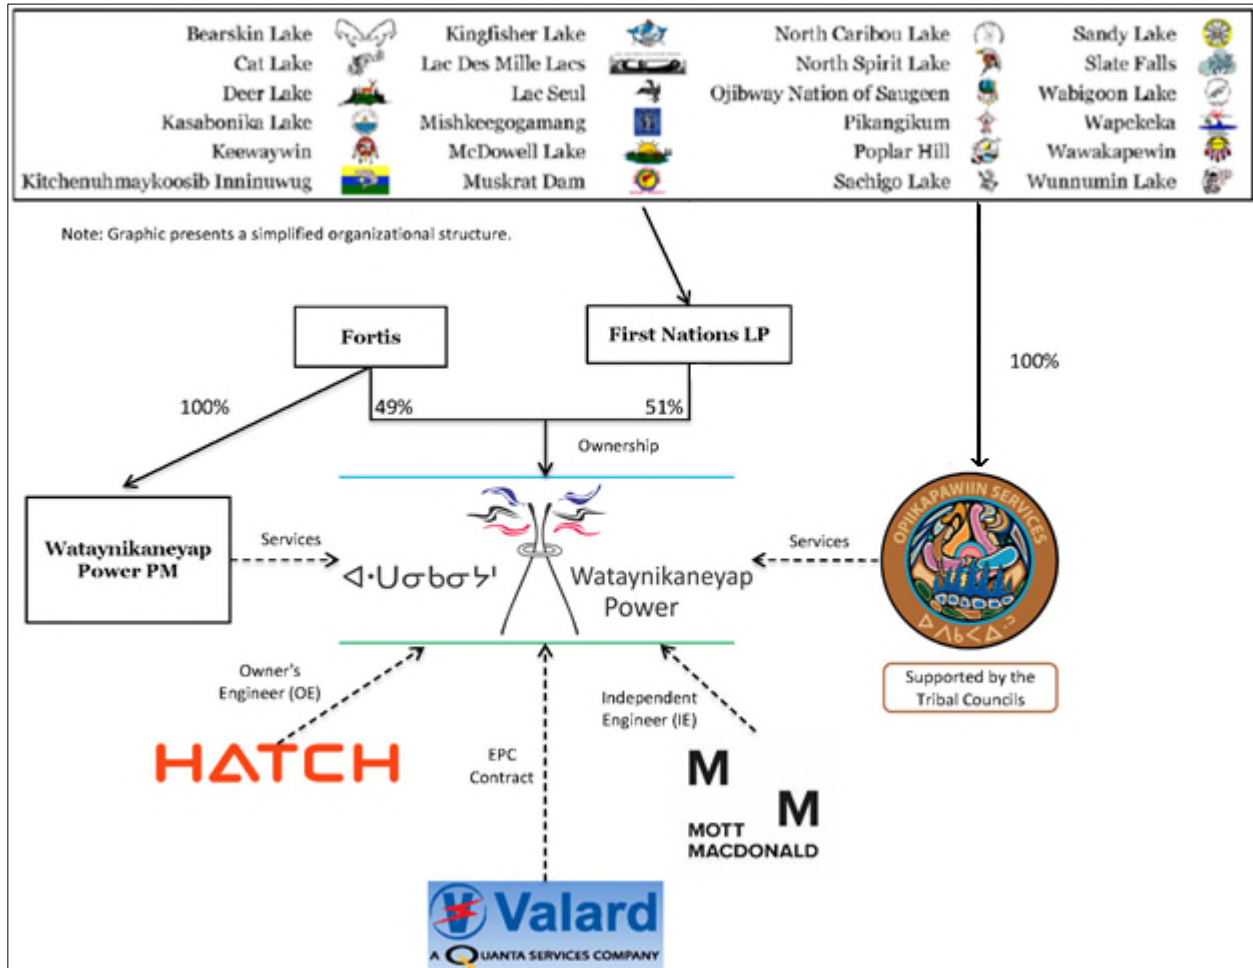 Bearskin Lake
Cat Lake
Deer Lake
Kasabonika Lake
Keewaywin
Kitchenuhmaykoosib Inninuwug
Kingfisher Lake
Lac Des Mille Lacs
Lac Seul
Mishkeegogamang
McDowell Lake
Muskrat Dam
North Caribou Lake
North Spirit Lake
Ojibway Nation of Saugeen
Pikangikum
Poplar Hill
Sachigo Lake
Sandy Lake
Slate Falls
Wabigoon Lake
Wapekeka
Wawakapewin
Wunnumin Lake
Note: Graphic presents a simplified organizational structure.
Fortis
First Nations LP
100%
49%
51%
100%
Ownership
Wataynikaneyap
Power PM
Services
ᐗᑌᓂᑲᓂᔭᑊ
Wataynikaneyap
Power
Services
OPIIKAPAWIIN SERVICES
Supported by the
Tribal Councils
Owner's
Engineer (OE)
HATCH
EPC
Contract
Independent
Engineer (IE)
M
M
MOTT
MACDONALD
Valard
A QUANTA SERVICES COMPANY